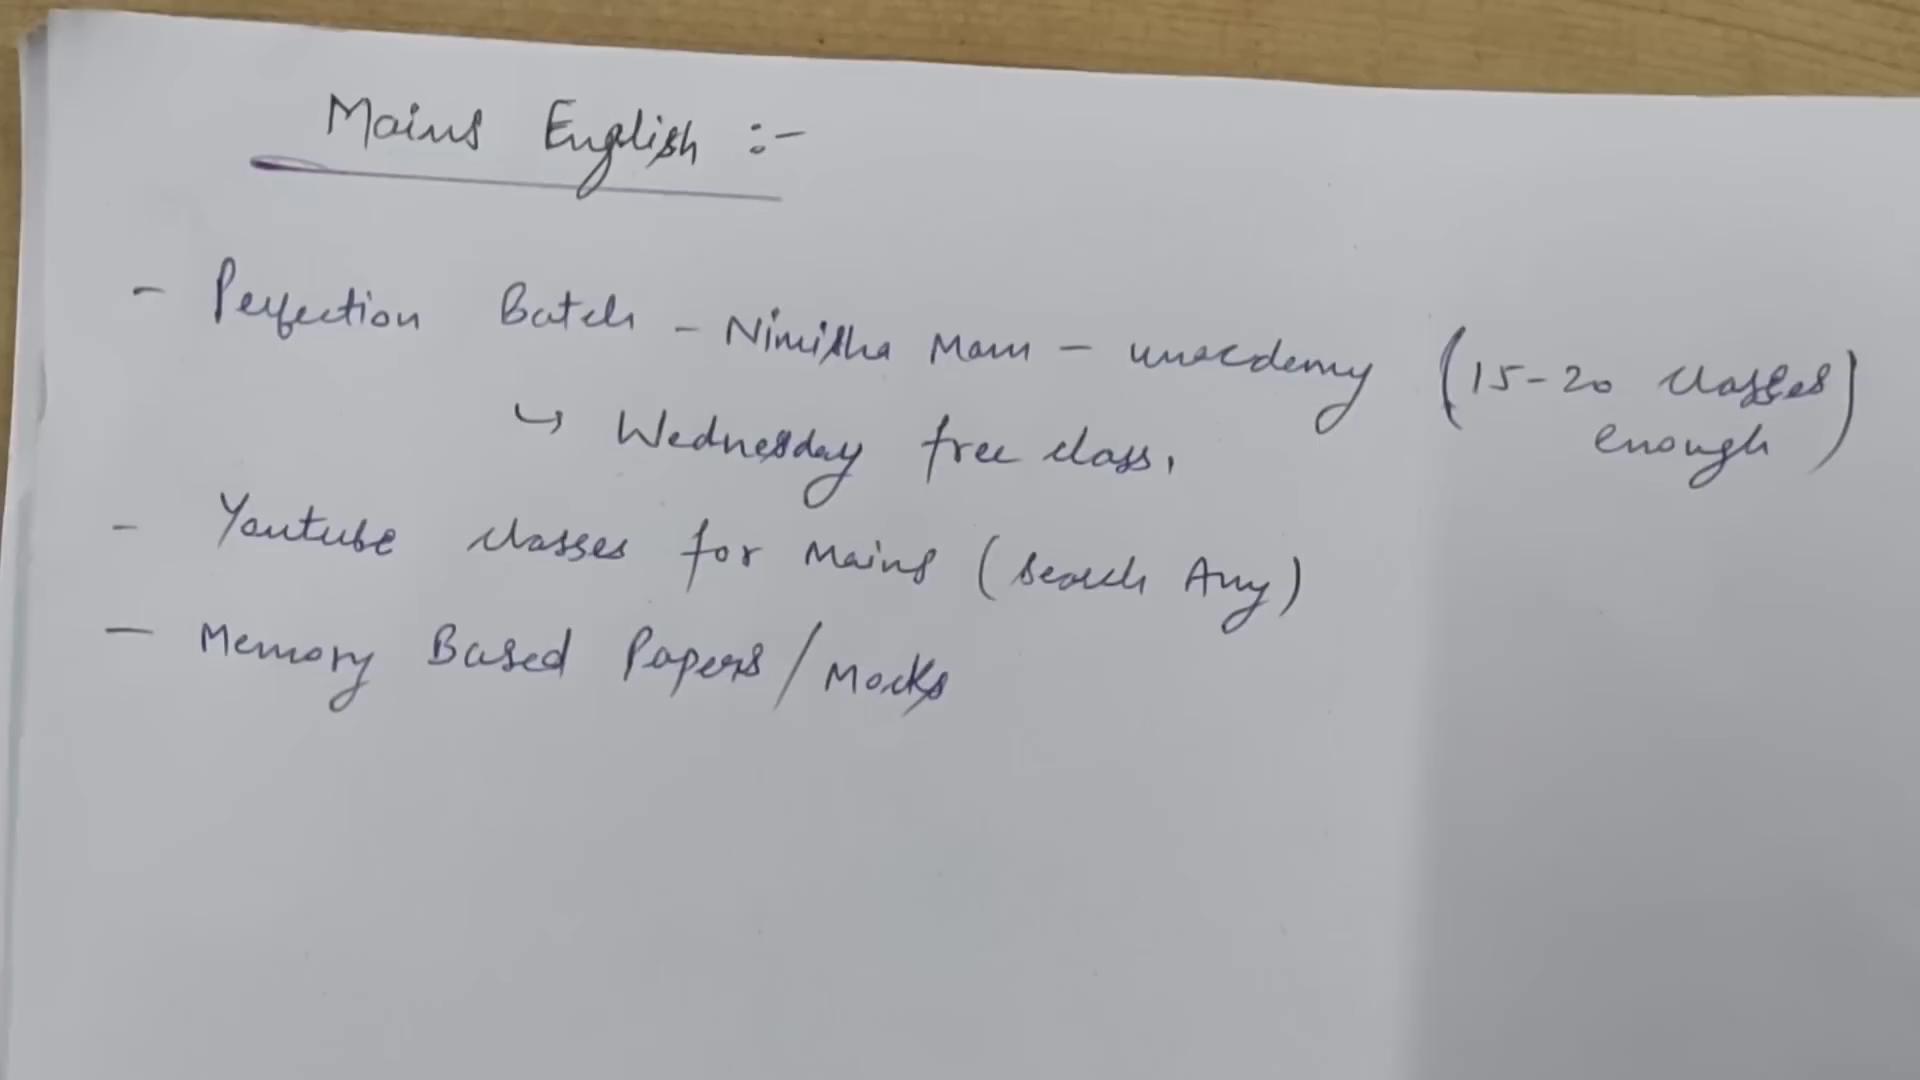 Mains English :-
- Perfection Batch - Nimisha Mam - unacdemy (15-20 classes enough)
↳ Wednesday free class.
- Youtube classes for Mains (Search Any)
- Memory Based Papers/Mocks